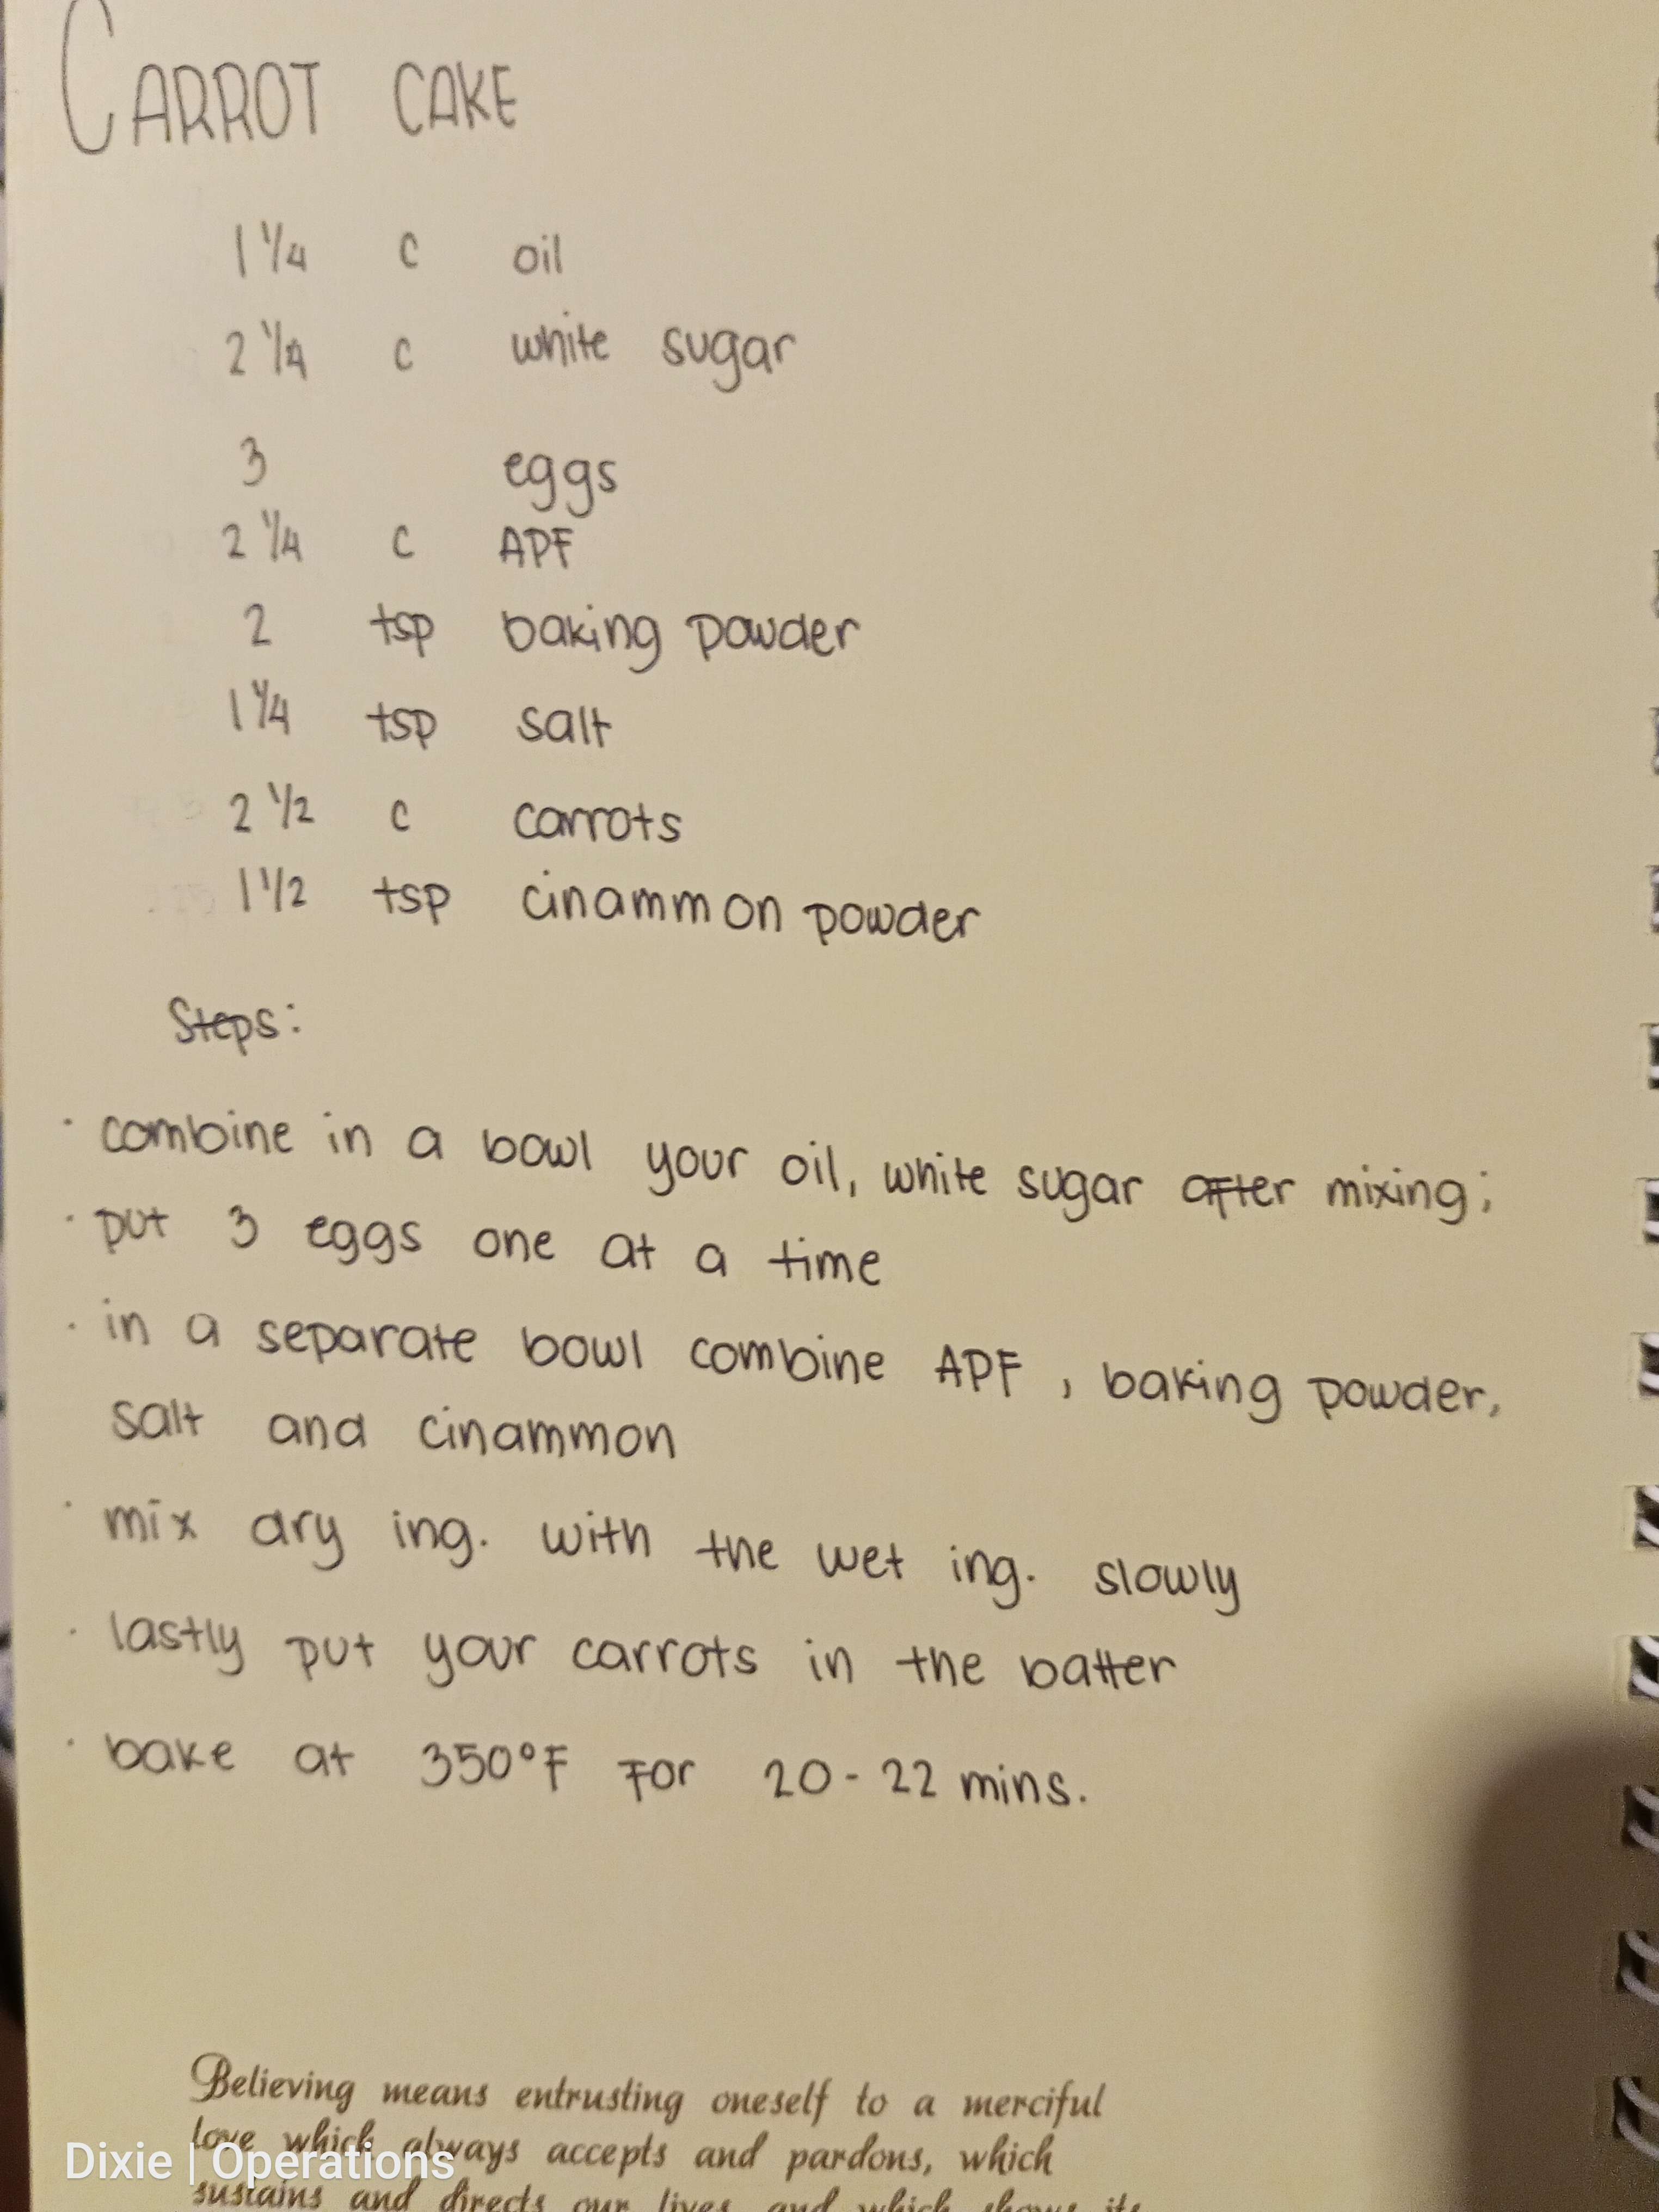 CARROT CAKE
1 1/4 c oil
2 1/4 c white sugar
3 eggs
2 1/4 c APF
2 tsp baking powder
1 1/4 tsp salt
2 1/2 c carrots
1 1/2 tsp cinammon powder
Steps:
· combine in a bowl your oil, white sugar after mixing;
· put 3 eggs one at a time
· in a separate bowl combine APF, baking powder,
salt and cinammon
· mix dry ing. with the wet ing. slowly
· lastly put your carrots in the batter
· bake at 350°F for 20-22 mins.
Believing means entrusting oneself to a merciful
love which always accepts and pardons, which
sustains and directs our lives, and which shows its
Dixie | Operations